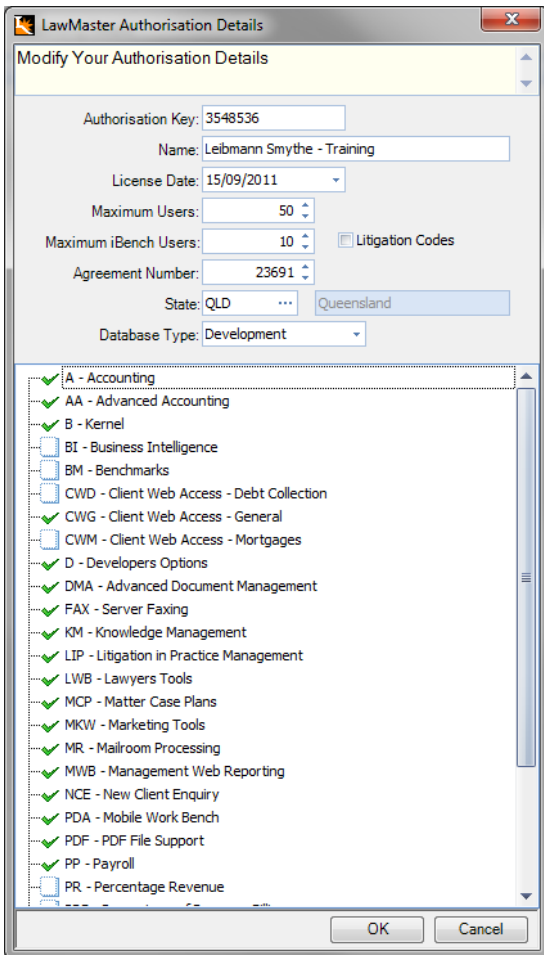 LawMaster Authorisation Details
Modify Your Authorisation Details
Authorisation Key: 3548536
Name: Leibmann Smythe - Training
License Date: 15/09/2011
Maximum Users: 50
Maximum iBench Users: 10 Litigation Codes
Agreement Number: 23691
State: QLD ... Queensland
Database Type: Development
A - Accounting
AA - Advanced Accounting
B - Kernel
BI - Business Intelligence
BM - Benchmarks
CWD - Client Web Access - Debt Collection
CWG - Client Web Access - General
CWM - Client Web Access - Mortgages
D - Developers Options
DMA - Advanced Document Management
FAX - Server Faxing
KM - Knowledge Management
LIP - Litigation in Practice Management
LWB - Lawyers Tools
MCP - Matter Case Plans
MKW - Marketing Tools
MR - Mailroom Processing
MWB - Management Web Reporting
NCE - New Client Enquiry
PDA - Mobile Work Bench
PDF - PDF File Support
PP - Payroll
PR - Percentage Revenue
OK Cancel